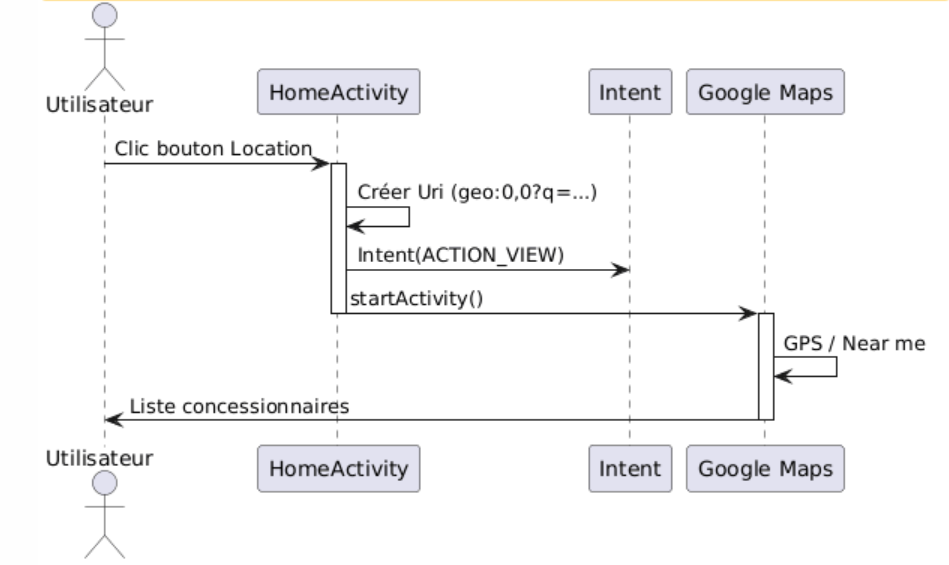 Utilisateur
HomeActivity
Intent
Google Maps
Clic bouton Location
Créer Uri (geo:0,0?q=...)
Intent(ACTION_VIEW)
startActivity()
GPS / Near me
Liste concessionnaires
Utilisateur
HomeActivity
Intent
Google Maps